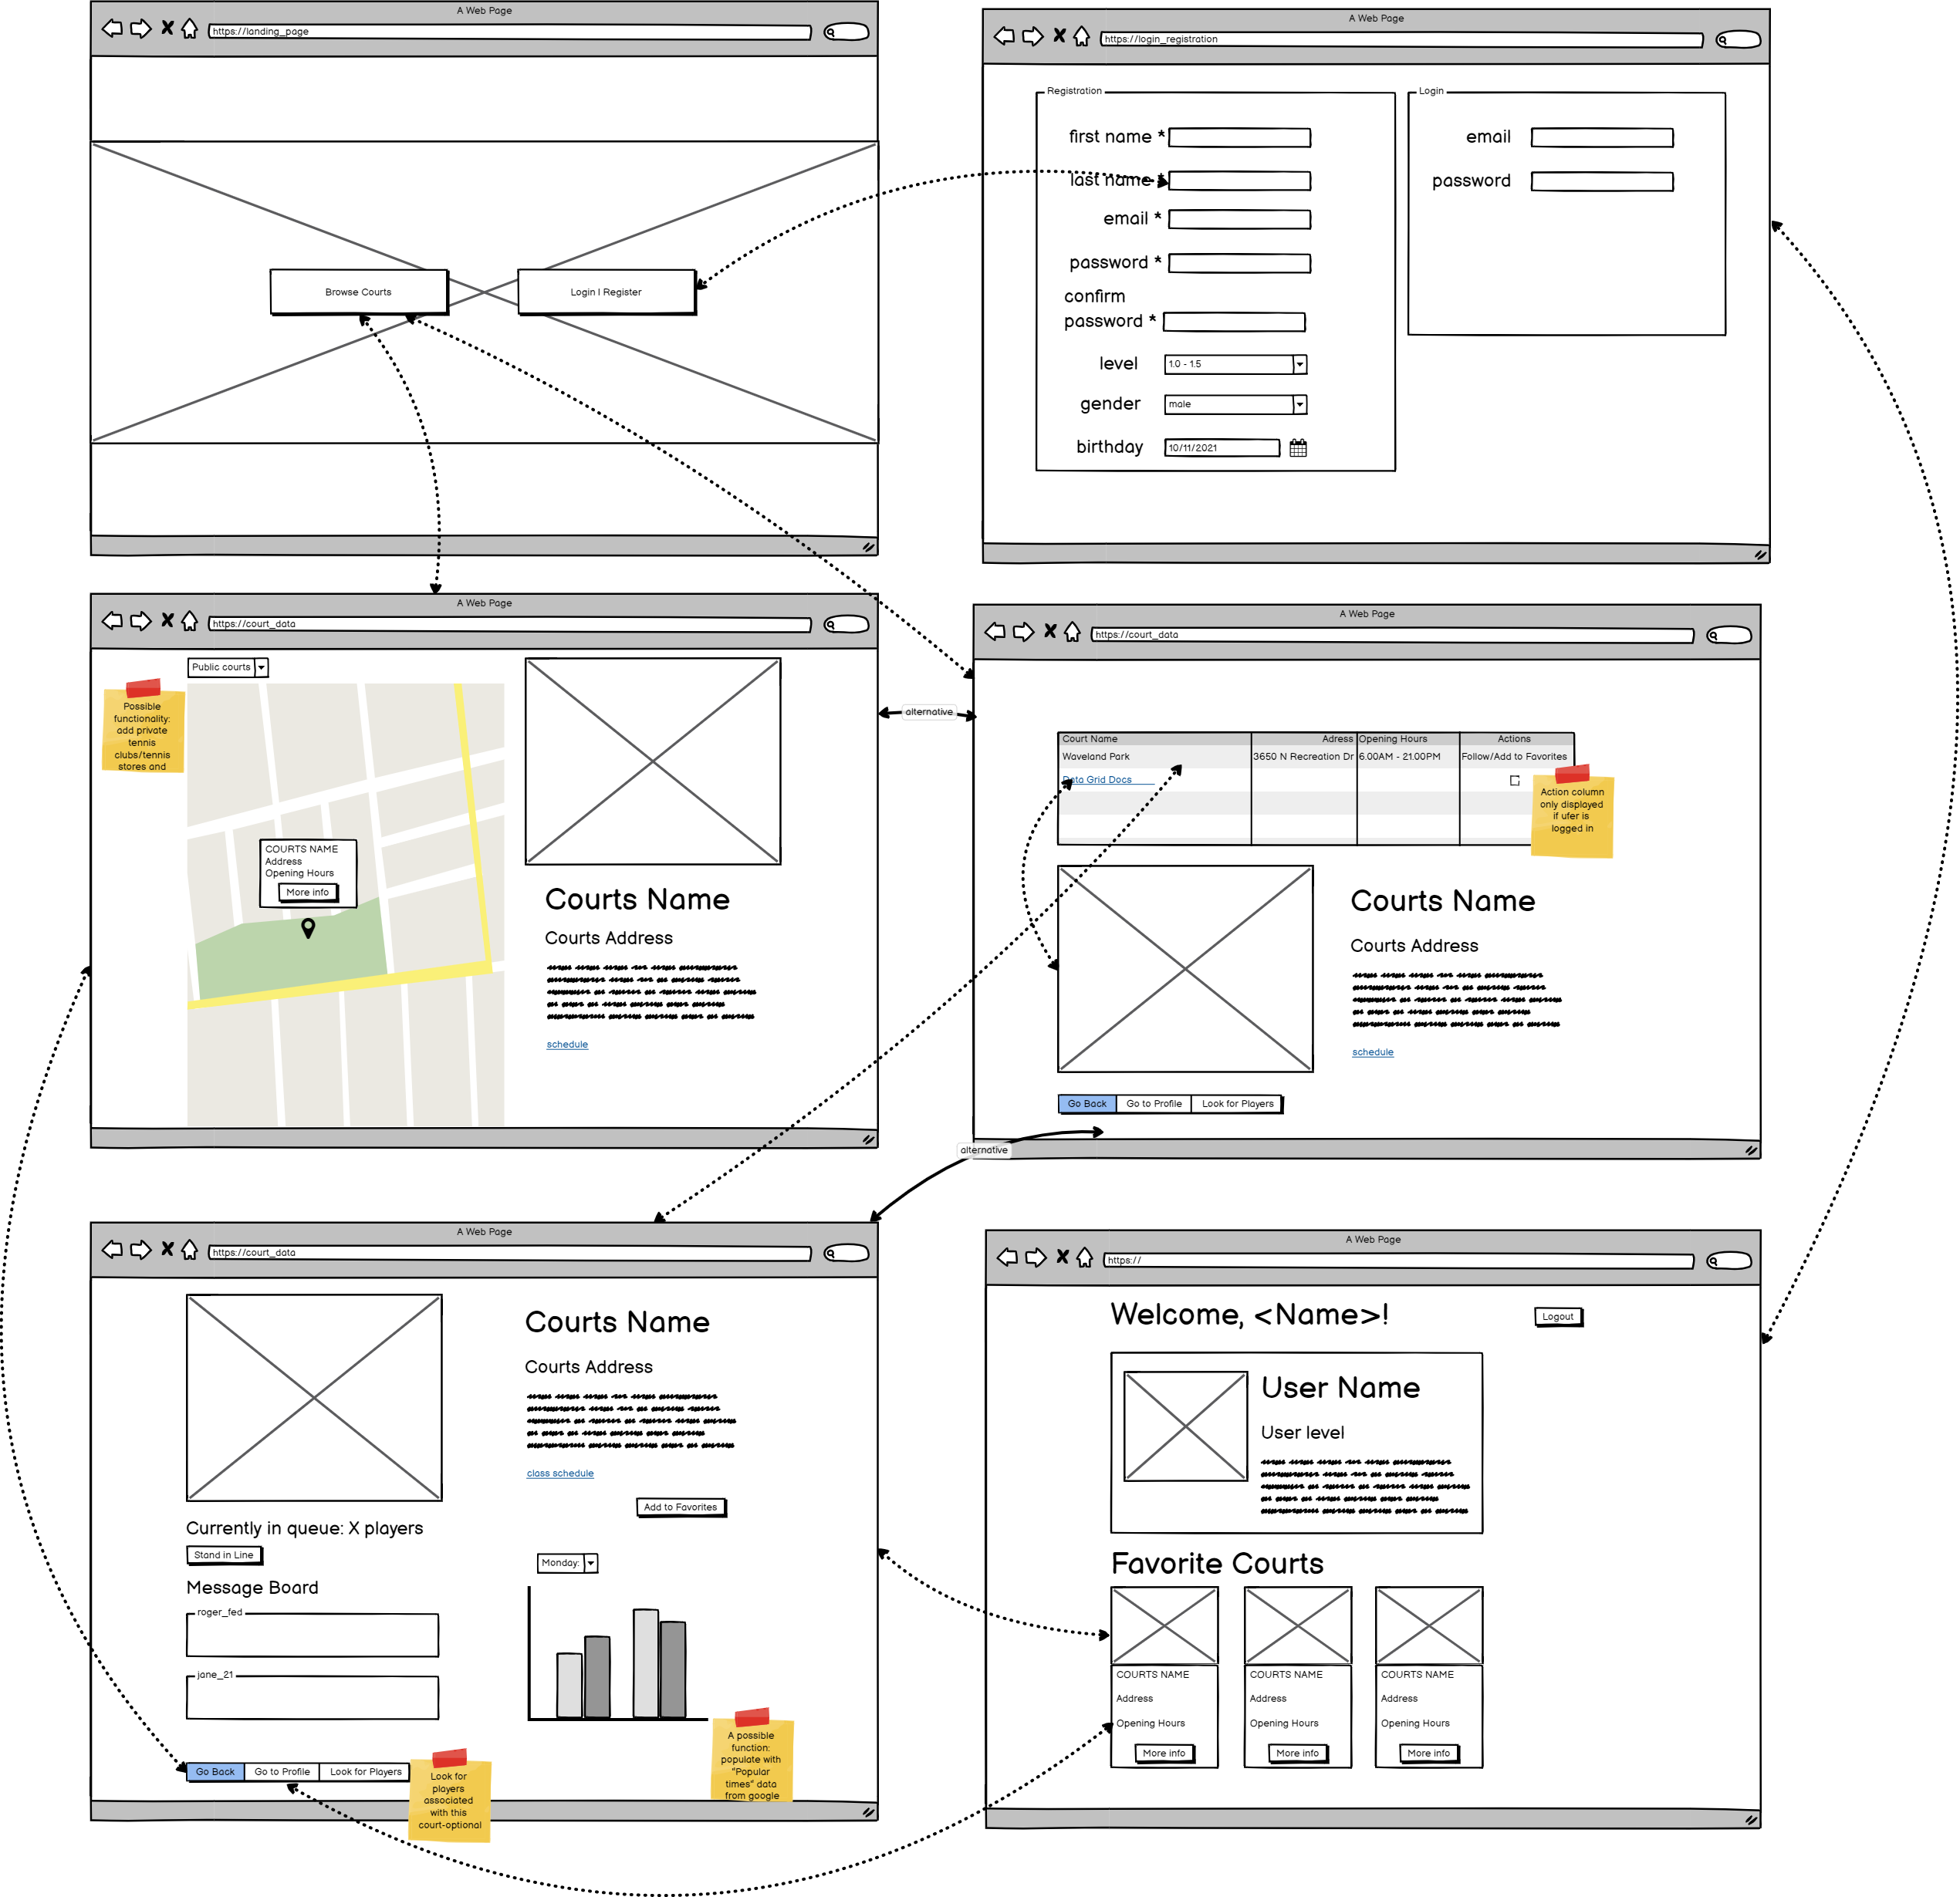 A Web Page
https://landing_page
Browse Courts
Login | Register
A Web Page
https://login_registration
Registration
first name *
last name *
email *
password *
confirm
password *
level
1.0 - 1.5
gender
male
birthday
10/11/2021
Login
email
password
A Web Page
https://court_data
Public courts
Possible
functionality:
add private
tennis
clubs/tennis
stores and
COURTS NAME
Address
Opening Hours
More info
Courts Name
Courts Address
schedule
alternative
A Web Page
https://court_data
Court Name Adress Opening Hours Actions
Waveland Park 3650 N Recreation Dr 6.00AM - 21.00PM Follow/Add to Favorites
Data Grid Docs
Action column
only displayed
if ufer is
logged in
Courts Name
Courts Address
schedule
Go Back Go to Profile Look for Players
alternative
A Web Page
https://court_data
Courts Name
Courts Address
class schedule
Add to Favorites
Currently in queue: X players
Stand in Line
Message Board
roger_fed
jane_21
Monday:
Go Back Go to Profile Look for Players
Look for
players
associated
with this
court-optional
A possible
function:
populate with
"Popular
times" data
from google
A Web Page
https://
Welcome, <Name>!
Logout
User Name
User level
Favorite Courts
COURTS NAME
Address
Opening Hours
More info
COURTS NAME
Address
Opening Hours
More info
COURTS NAME
Address
Opening Hours
More info